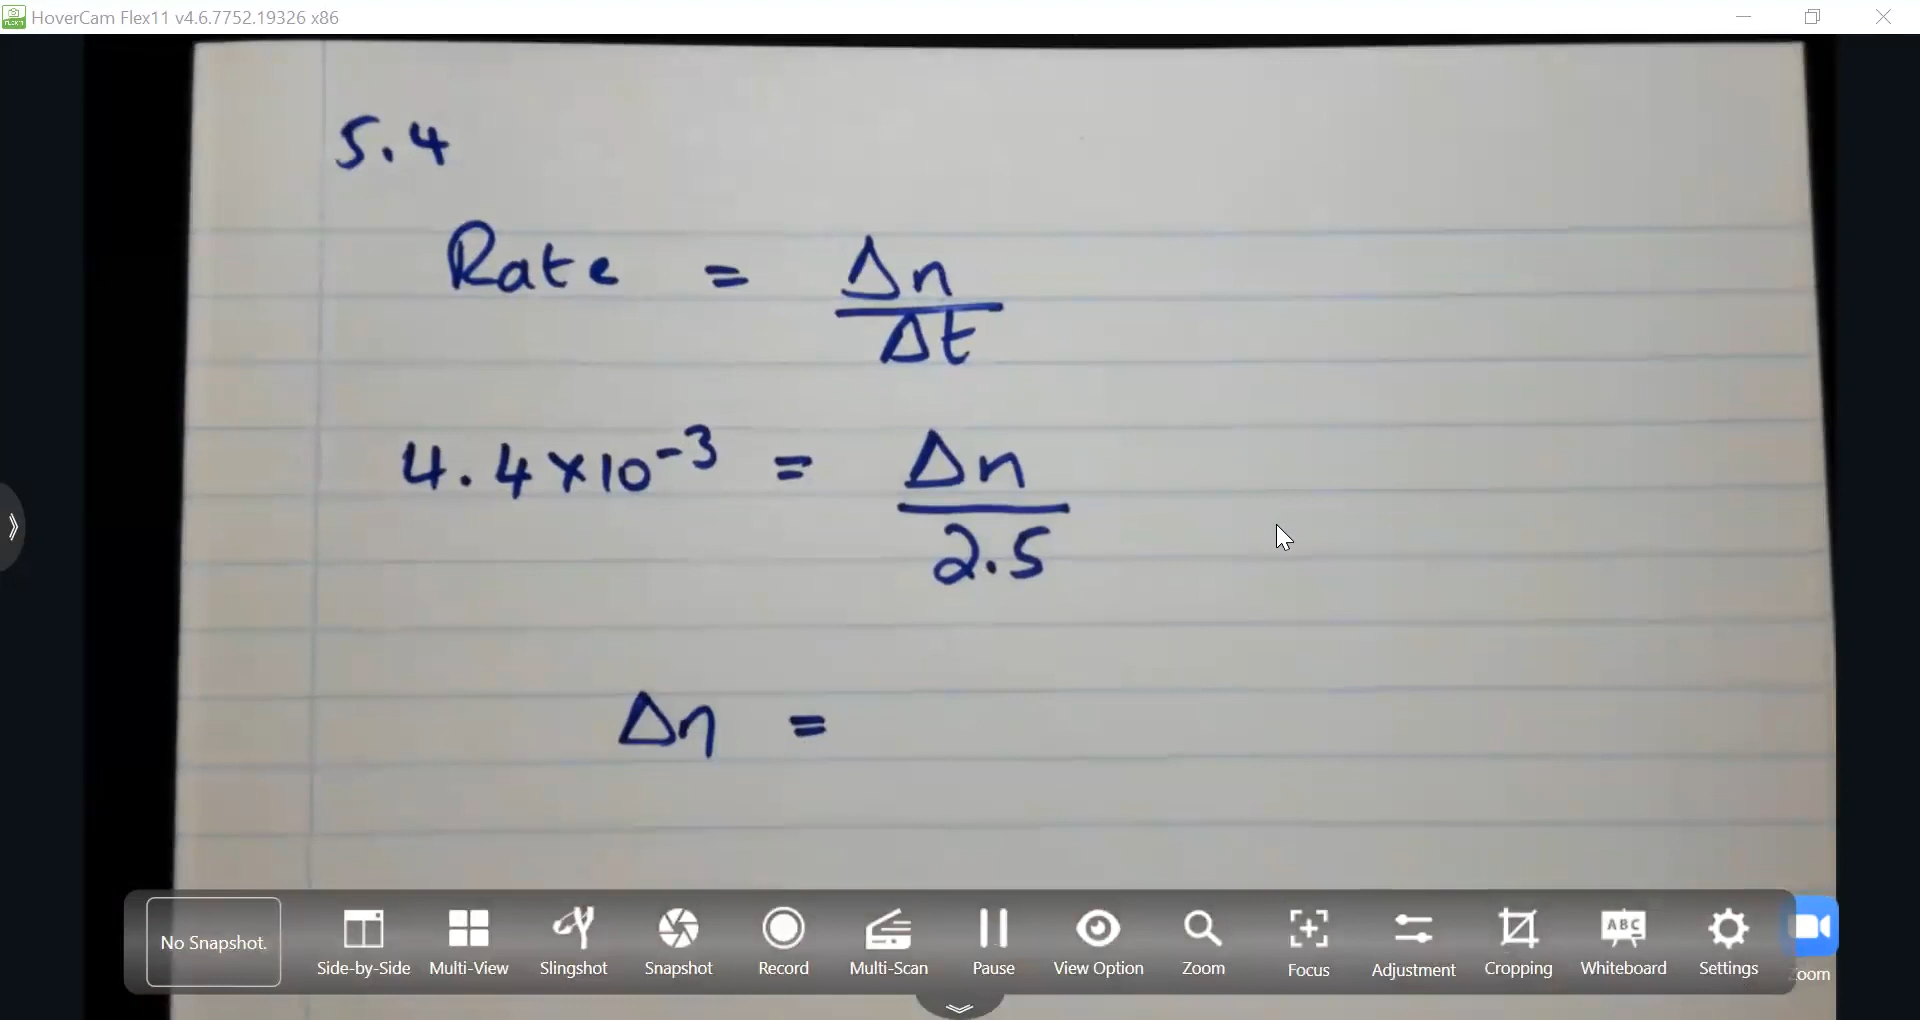 HoverCam Flex11 v4.6.7752.19326 x86
5.4
Rate = Δn
Δt
4.4×10⁻³ = Δn
2.5
Δn =
No Snapshot.
Side-by-Side Multi-View Slingshot Snapshot Record Multi-Scan Pause View Option Zoom Focus Adjustment Cropping Whiteboard Settings oom
ABC